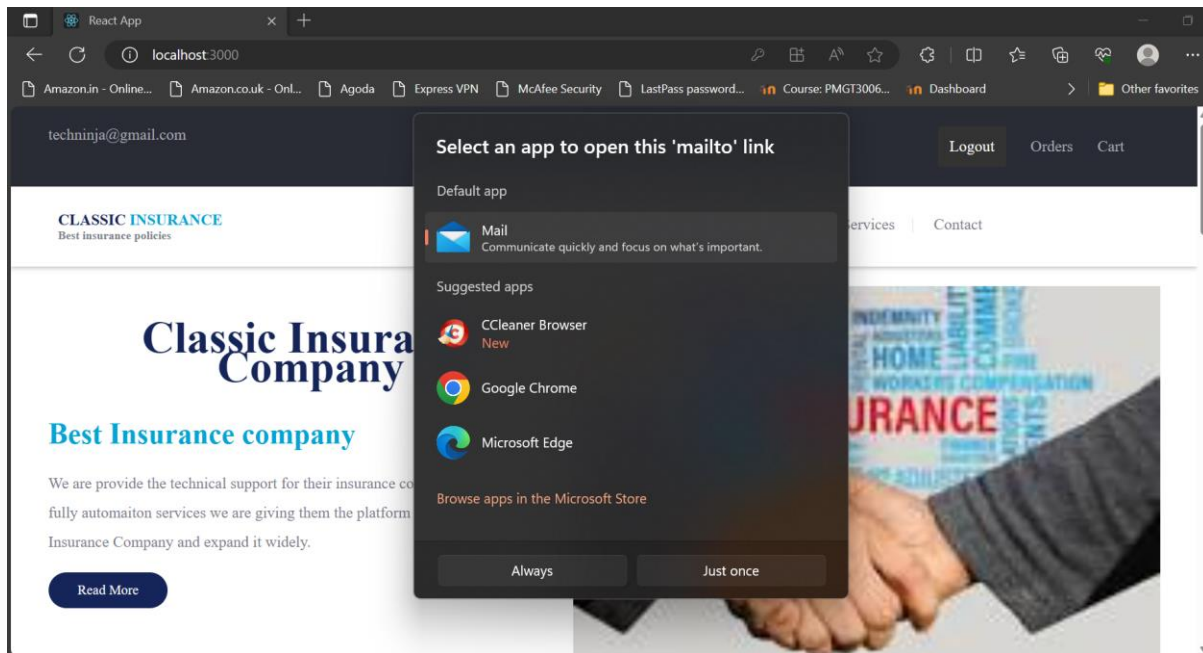 React App
localhost:3000
Amazon.in - Online... Amazon.co.uk - Onl... Agoda Express VPN McAfee Security LastPass password... Course: PMGT3006... Dashboard Other favorites
techninja@gmail.com
Logout Orders Cart
CLASSIC INSURANCE
Best insurance policies
Contact
Select an app to open this 'mailto' link
Default app
Mail
Communicate quickly and focus on what's important.
Suggested apps
CCleaner Browser
New
Google Chrome
Microsoft Edge
Browse apps in the Microsoft Store
Always Just once
Classic Insura
Company
Best Insurance company
We are provide the technical support for their insurance co
fully automaiton services we are giving them the platform
Insurance Company and expand it widely.
Read More
INDEMNITY
LIABILITY
HOME
WORKERS COMPENSATION
URANCE